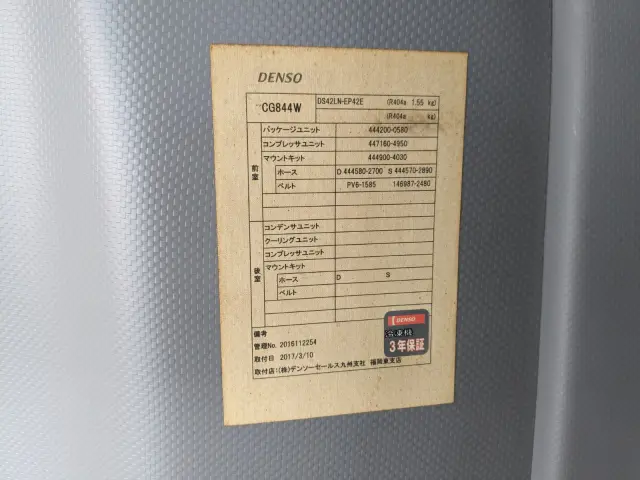 DENSO
CG844W DS42LN-EP42E (R404a 1.55 kg)
(R404a kg)
前室
パッケージユニット 444200-0580
コンプレッサユニット 447160-4950
マウントキット 444900-4030
ホース D 444580-2700 S 444570-2890
ベルト PV6-1585 146987-2480
後室
コンデンサユニット
クーリングユニット
コンプレッサユニット
マウントキット
ホース D S
ベルト
備考
管理No. 2016112254
取付日 2017/3/10
取付店:(株)デンソーセールス九州支社 福岡東支店
DENSO
冷凍機
3年保証